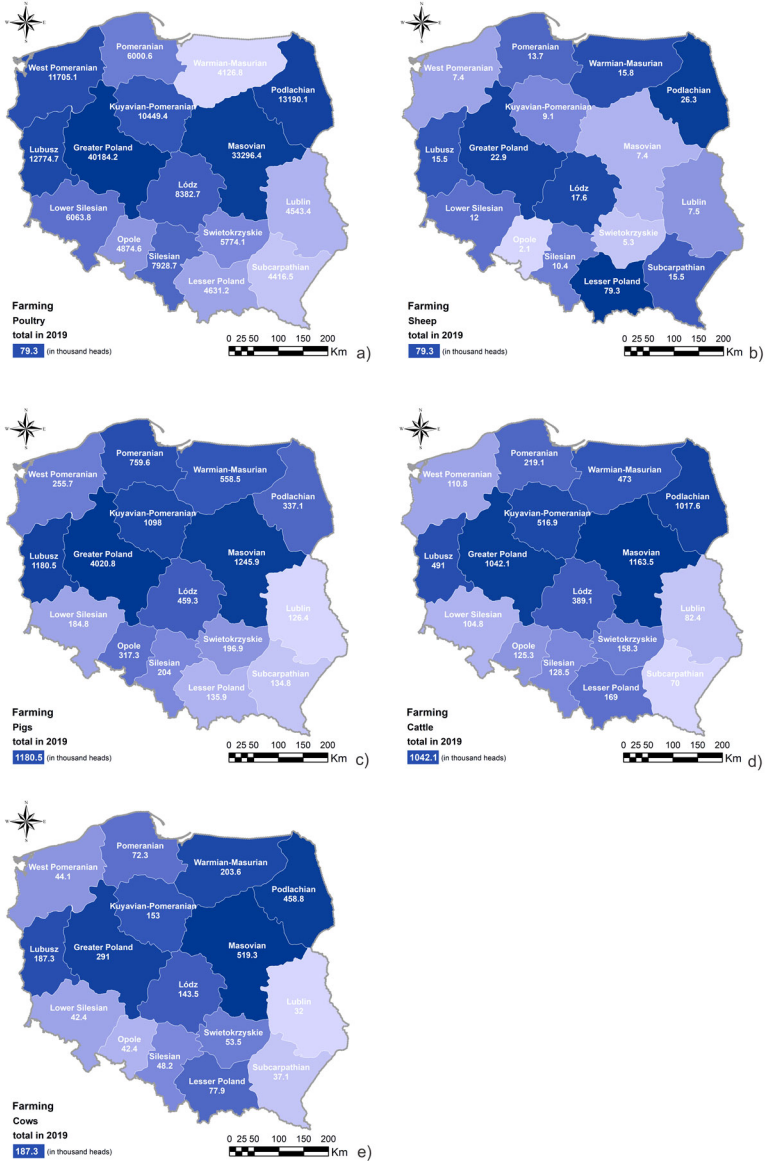 N
W E
S
Pomeranian
6000.6
West Pomeranian
11705.1
Warmian-Masurian
4128.8
Podlachian
13190.1
Kuyavian-Pomeranian
10449.4
Lubusz
12774.7
Greater Poland
40184.2
Masovian
33296.4
Lódz
8382.7
Lower Silesian
6063.8
Lublin
4543.4
Opole
4874.6
Silesian
7928.7
Swietokrzyskie
5774.1
Lesser Poland
4631.2
Subcarpathian
4416.5
Farming
Poultry
total in 2019
79.3 (in thousand heads)
0 25 50 100 150 200
Km
a)
N
W E
S
Pomeranian
13.7
West Pomeranian
7.4
Warmian-Masurian
15.8
Podlachian
26.3
Kuyavian-Pomeranian
9.1
Lubusz
15.5
Greater Poland
22.9
Masovian
7.4
Lódz
17.6
Lower Silesian
12
Lublin
7.5
Opole
2.1
Silesian
10.4
Swietokrzyskie
5.3
Lesser Poland
79.3
Subcarpathian
15.5
Farming
Sheep
total in 2019
79.3 (in thousand heads)
0 25 50 100 150 200
Km
b)
N
W E
S
Pomeranian
759.6
West Pomeranian
255.7
Warmian-Masurian
558.5
Podlachian
337.1
Kuyavian-Pomeranian
1098
Lubusz
1180.5
Greater Poland
4020.8
Masovian
1245.9
Lódz
459.3
Lower Silesian
184.8
Lublin
126.4
Opole
317.3
Silesian
204
Swietokrzyskie
196.9
Lesser Poland
135.9
Subcarpathian
134.8
Farming
Pigs
total in 2019
1180.5 (in thousand heads)
0 25 50 100 150 200
Km
c)
N
W E
S
Pomeranian
219.1
West Pomeranian
110.8
Warmian-Masurian
473
Podlachian
1017.6
Kuyavian-Pomeranian
516.9
Lubusz
491
Greater Poland
1042.1
Masovian
1163.5
Lódz
389.1
Lower Silesian
104.8
Lublin
82.4
Opole
125.3
Silesian
128.5
Swietokrzyskie
158.3
Lesser Poland
169
Subcarpathian
70
Farming
Cattle
total in 2019
1042.1 (in thousand heads)
0 25 50 100 150 200
Km
d)
N
W E
S
Pomeranian
72.3
West Pomeranian
44.1
Warmian-Masurian
203.6
Podlachian
458.8
Kuyavian-Pomeranian
153
Lubusz
187.3
Greater Poland
291
Masovian
519.3
Lódz
143.5
Lower Silesian
42.4
Lublin
32
Opole
42.4
Silesian
48.2
Swietokrzyskie
53.5
Lesser Poland
77.9
Subcarpathian
37.1
Farming
Cows
total in 2019
187.3 (in thousand heads)
0 25 50 100 150 200
Km
e)